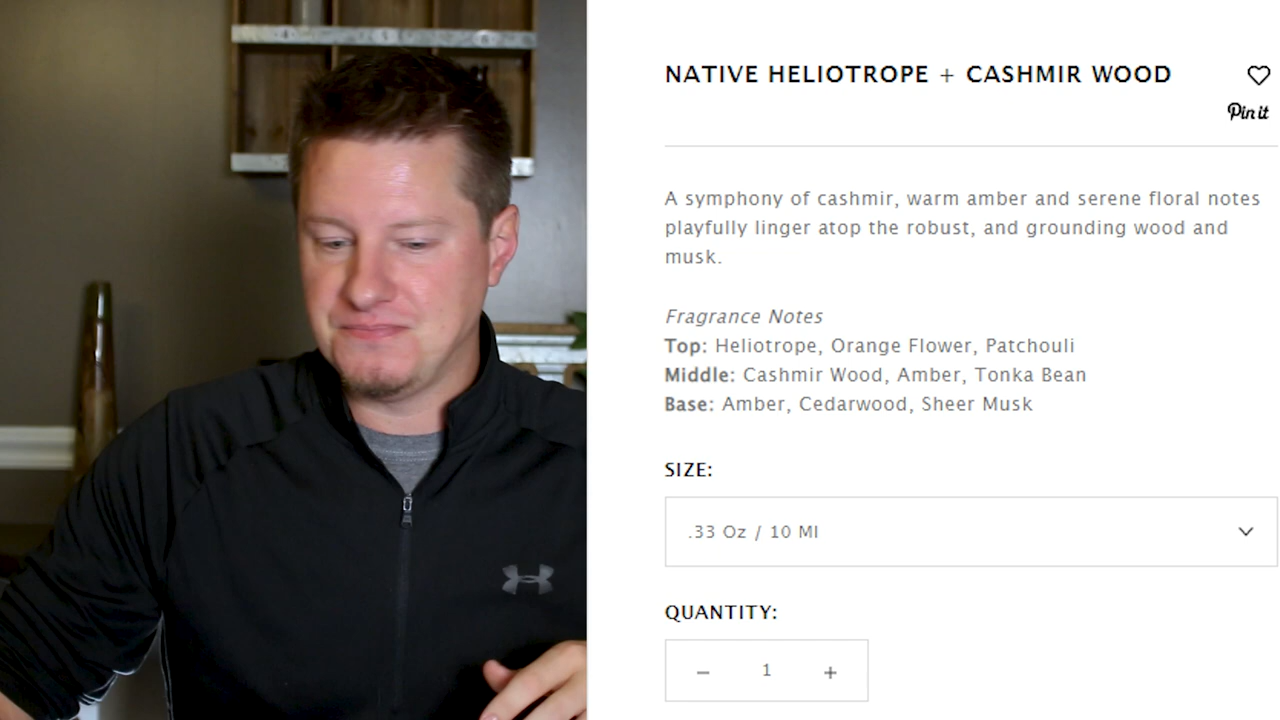 NATIVE HELIOTROPE + CASHMIR WOOD
Pin it
A symphony of cashmir, warm amber and serene floral notes
playfully linger atop the robust, and grounding wood and
musk.
Fragrance Notes
Top: Heliotrope, Orange Flower, Patchouli
Middle: Cashmir Wood, Amber, Tonka Bean
Base: Amber, Cedarwood, Sheer Musk
SIZE:
.33 Oz / 10 Ml
QUANTITY:
− 1 +